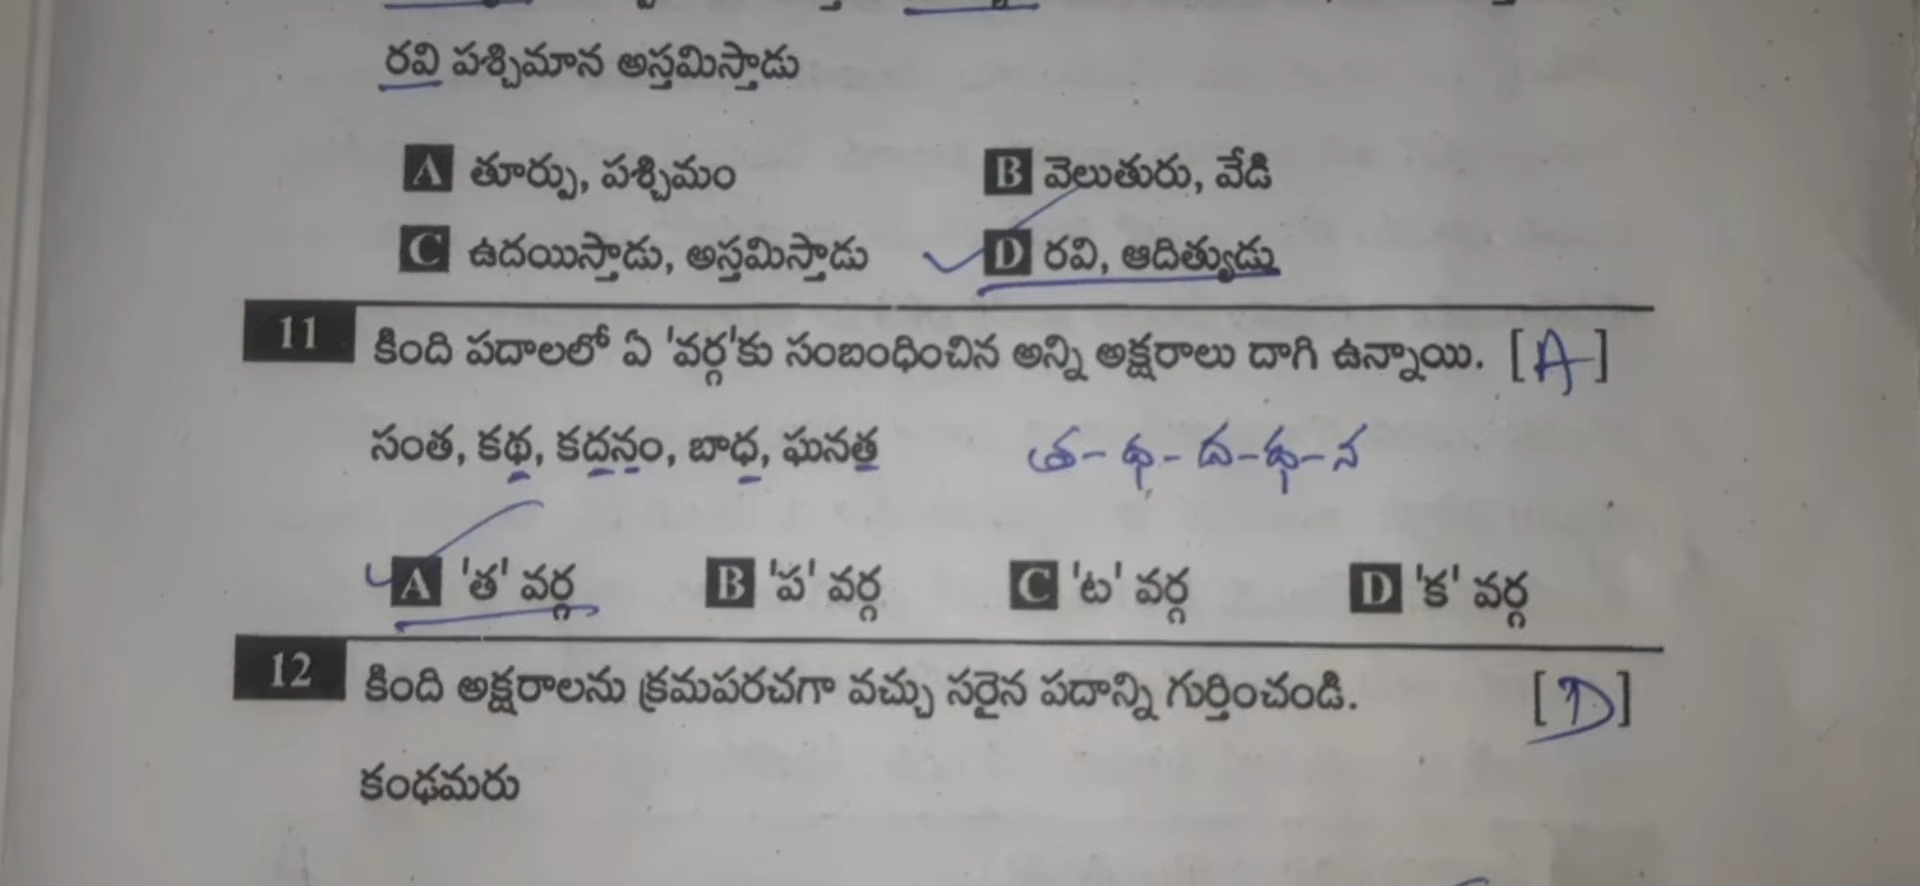 రవి పశ్చిమాన అస్తమిస్తాడు
A తూర్పు, పశ్చిమం B వెలుతురు, వేడి
C ఉదయిస్తాడు, అస్తమిస్తాడు D రవి, ఆదిత్యుడు
11 కింది పదాలలో ఏ 'వర్గ'కు సంబంధించిన అన్ని అక్షరాలు దాగి ఉన్నాయి. [A]
సంత, కథ, కదనం, బాధ, ఘనత త - థ - ద - ధ - న
A 'త' వర్గ B 'ప' వర్గ C 'ట' వర్గ D 'క' వర్గ
12 కింది అక్షరాలను క్రమపరచగా వచ్చు సరైన పదాన్ని గుర్తించండి. [D]
కంఢమరు